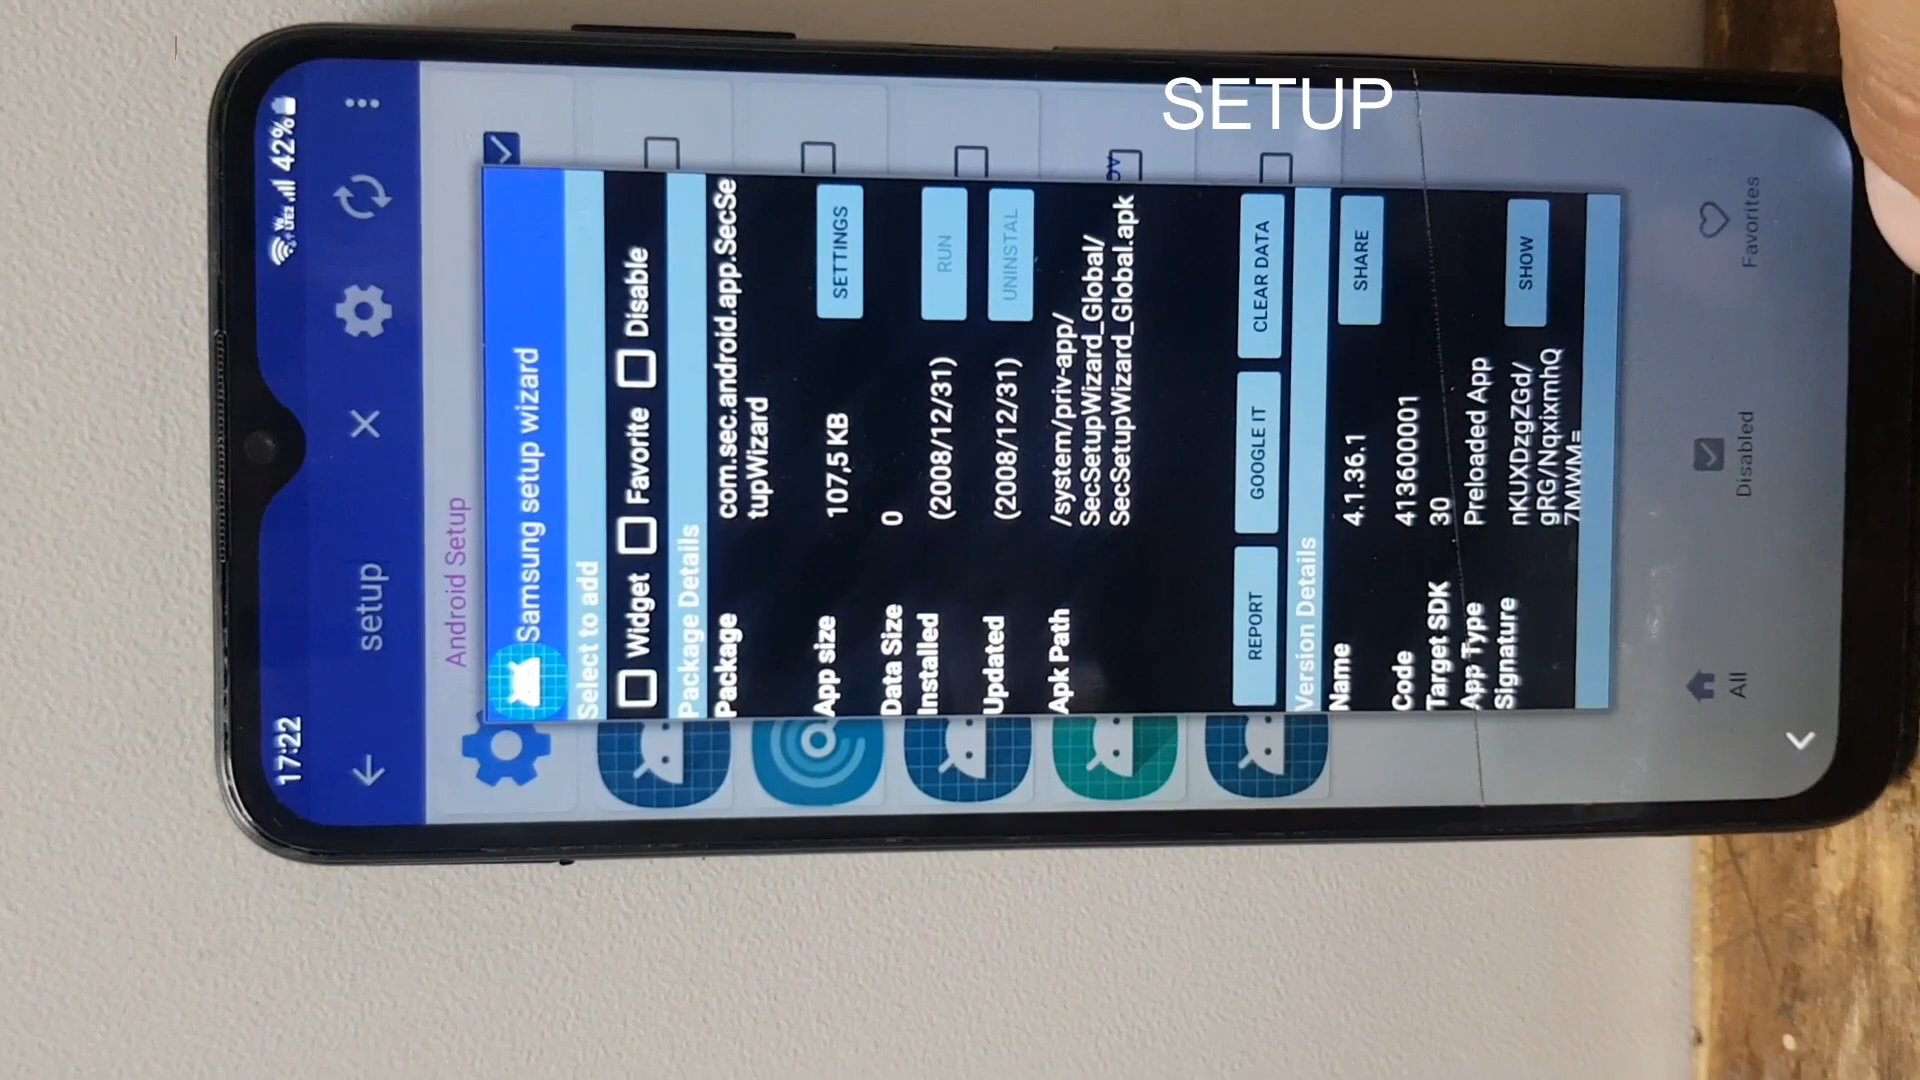 SETUP
17:22 42%
setup
Android Setup
Samsung setup wizard
Select to add
Widget Favorite Disable
Package Details
Package com.sec.android.app.SecSe
tupWizard
App size 107,5 KB SETTINGS
Data Size 0
Installed (2008/12/31) RUN
Updated (2008/12/31) UNINSTAL
Apk Path /system/priv-app/
SecSetupWizard_Global/
SecSetupWizard_Global.apk
REPORT GOOGLE IT CLEAR DATA
Version Details
Name 4.1.36.1 SHARE
Code 413600001
Target SDK 30
App Type Preloaded App
Signature nKUXDzgZGd/ SHOW
gRG/NqxixmhQ
7MWM=
All Disabled Favorites